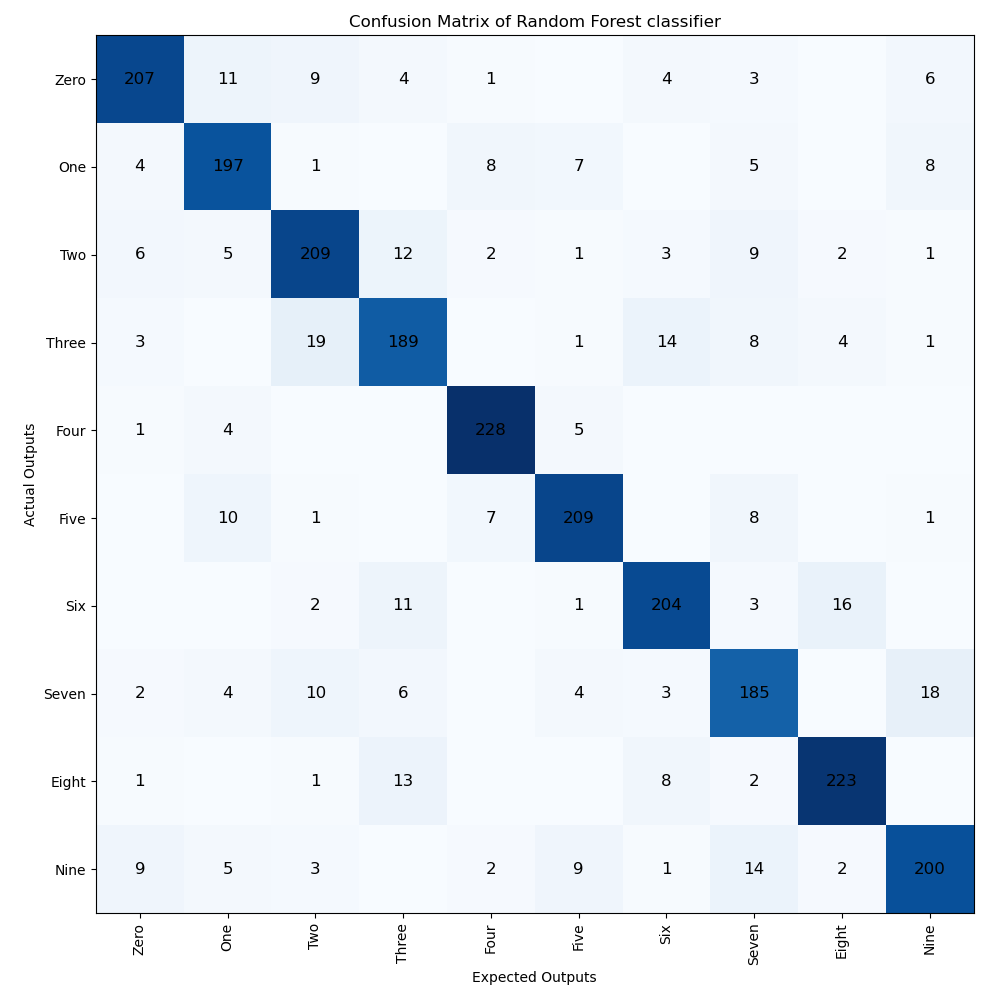 Confusion Matrix of Random Forest classifier
Zero 207 11 9 4 1 4 3 6
One 4 197 1 8 7 5 8
Two 6 5 209 12 2 1 3 9 2 1
Three 3 19 189 1 14 8 4 1
Four 1 4 228 5
Five 10 1 7 209 8 1
Six 2 11 1 204 3 16
Seven 2 4 10 6 4 3 185 18
Eight 1 1 13 8 2 223
Nine 9 5 3 2 9 1 14 2 200
Actual Outputs
Zero One Two Three Four Five Six Seven Eight Nine
Expected Outputs